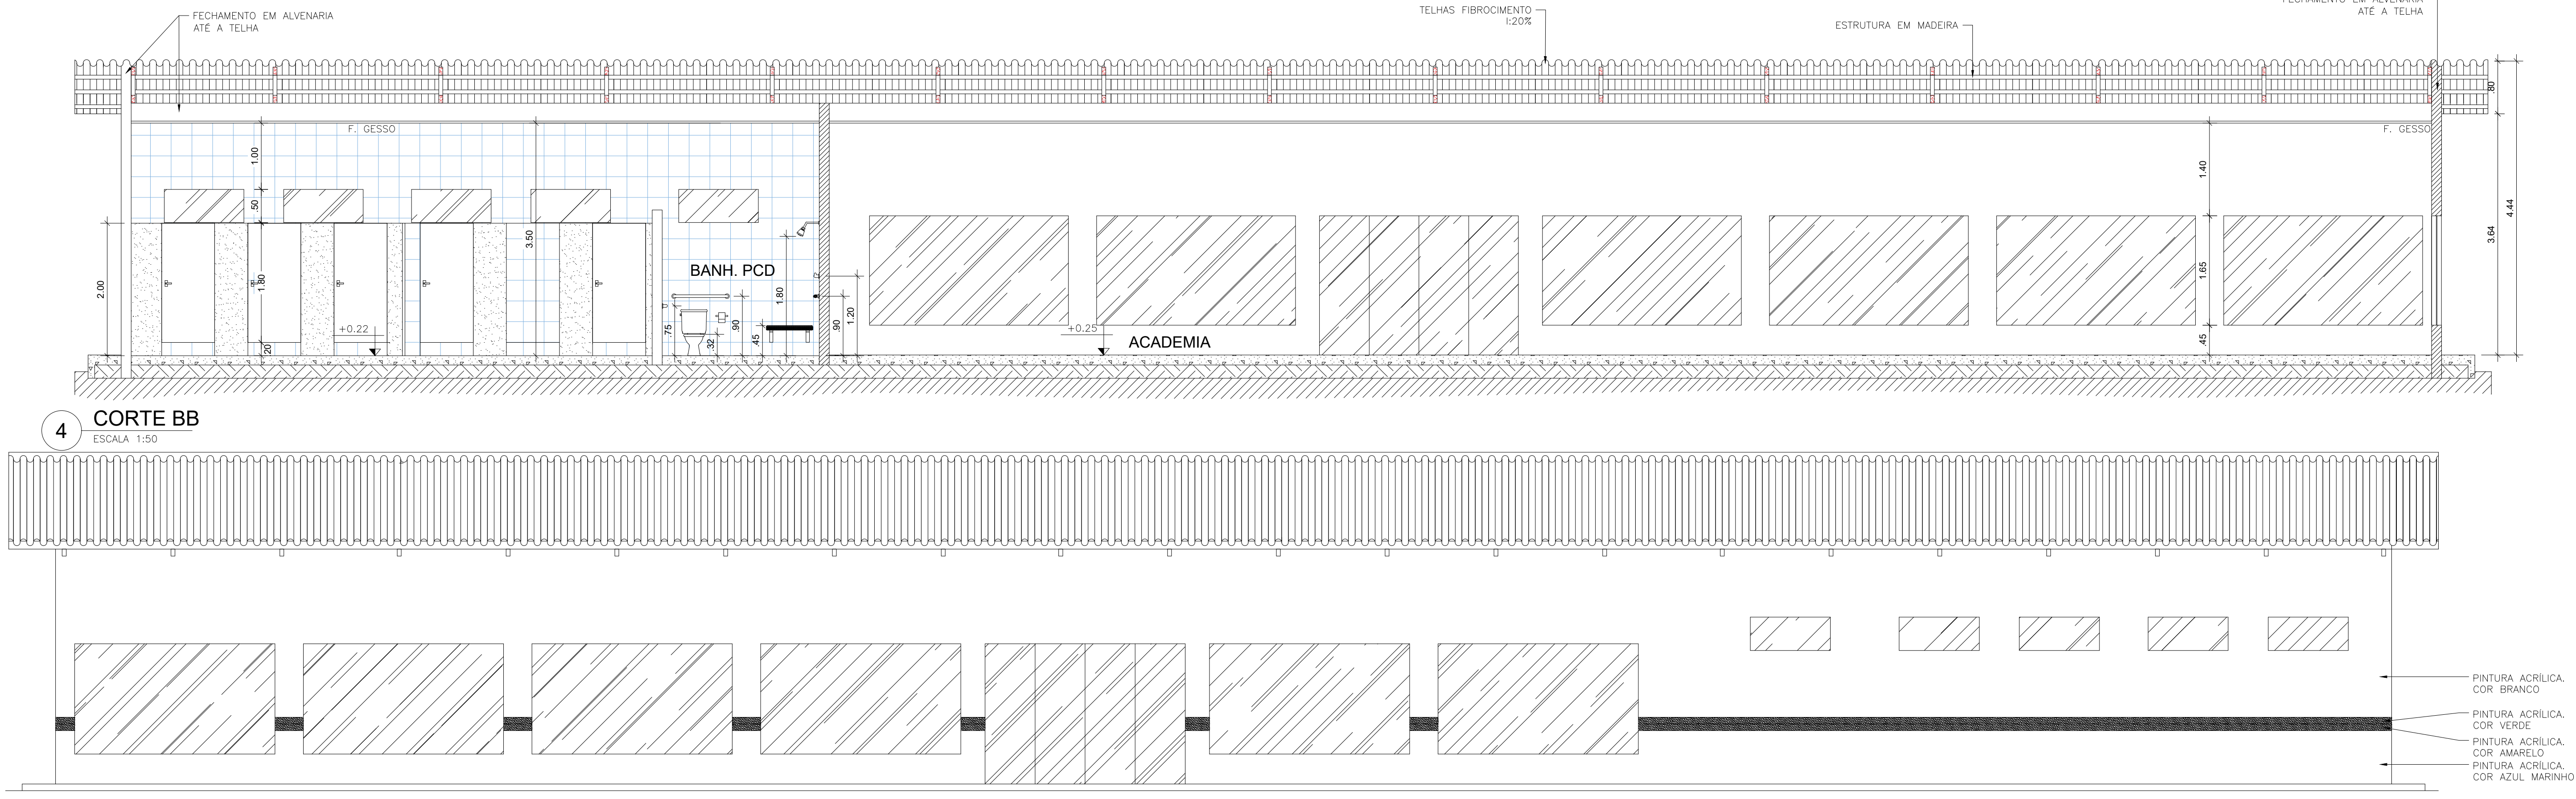 FECHAMENTO EM ALVENARIA
ATÉ A TELHA
TELHAS FIBROCIMENTO
I:20%
ESTRUTURA EM MADEIRA
FECHAMENTO EM ALVENARIA
ATÉ A TELHA
F. GESSO
F. GESSO
1.00
.50
3.50
2.00
1.80
.20
+0.22
BANH. PCD
.75
.32
.90
.45
1.80
.90
1.20
+0.25
ACADEMIA
1.40
1.65
.45
.80
3.64
4.44
4
CORTE BB
ESCALA 1:50
PINTURA ACRÍLICA.
COR BRANCO
PINTURA ACRÍLICA.
COR VERDE
PINTURA ACRÍLICA.
COR AMARELO
PINTURA ACRÍLICA.
COR AZUL MARINHO